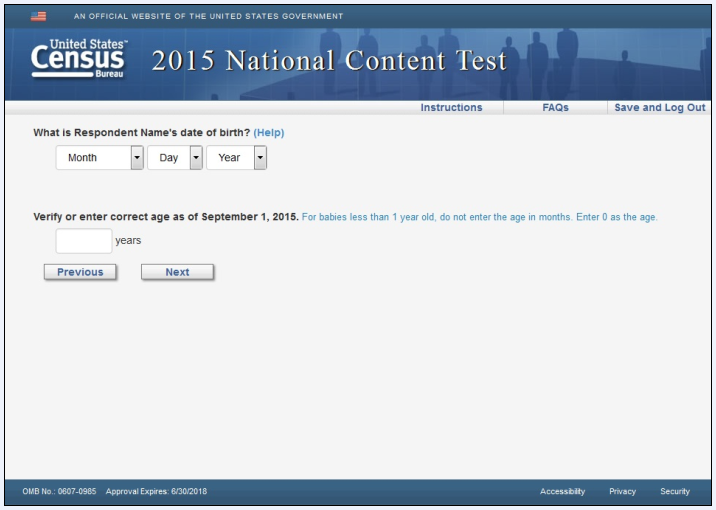 AN OFFICIAL WEBSITE OF THE UNITED STATES GOVERNMENT
United States™
Census
Bureau
2015 National Content Test
Instructions FAQs Save and Log Out
What is Respondent Name's date of birth? (Help)
Month Day Year
Verify or enter correct age as of September 1, 2015. For babies less than 1 year old, do not enter the age in months. Enter 0 as the age.
years
Previous Next
OMB No.: 0607-0985 Approval Expires: 6/30/2018 Accessibility Privacy Security